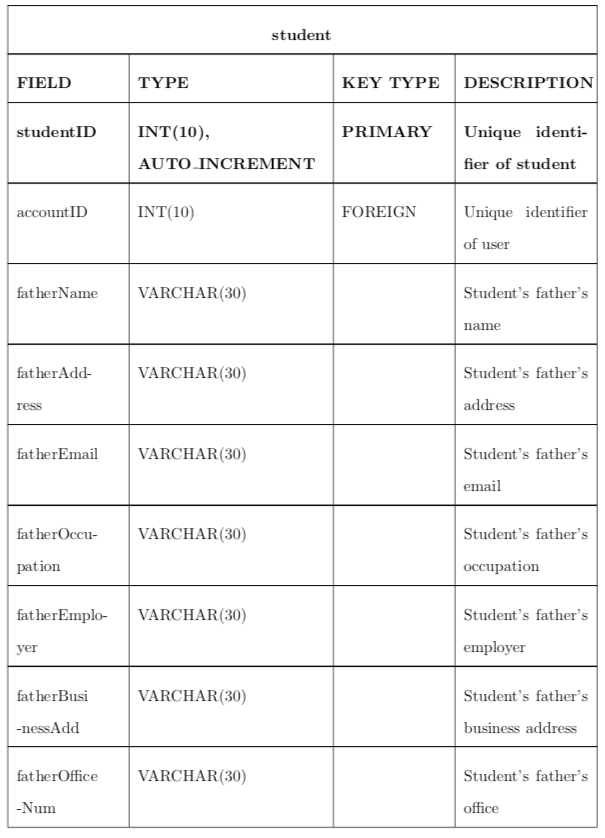 student
FIELD TYPE KEY TYPE DESCRIPTION
studentID INT(10), PRIMARY Unique identi-
AUTO_INCREMENT fier of student
accountID INT(10) FOREIGN Unique identifier
of user
fatherName VARCHAR(30) Student's father's
name
fatherAdd- VARCHAR(30) Student's father's
ress address
fatherEmail VARCHAR(30) Student's father's
email
fatherOccu- VARCHAR(30) Student's father's
pation occupation
fatherEmplo- VARCHAR(30) Student's father's
yer employer
fatherBusi VARCHAR(30) Student's father's
-nessAdd business address
fatherOffice VARCHAR(30) Student's father's
-Num office